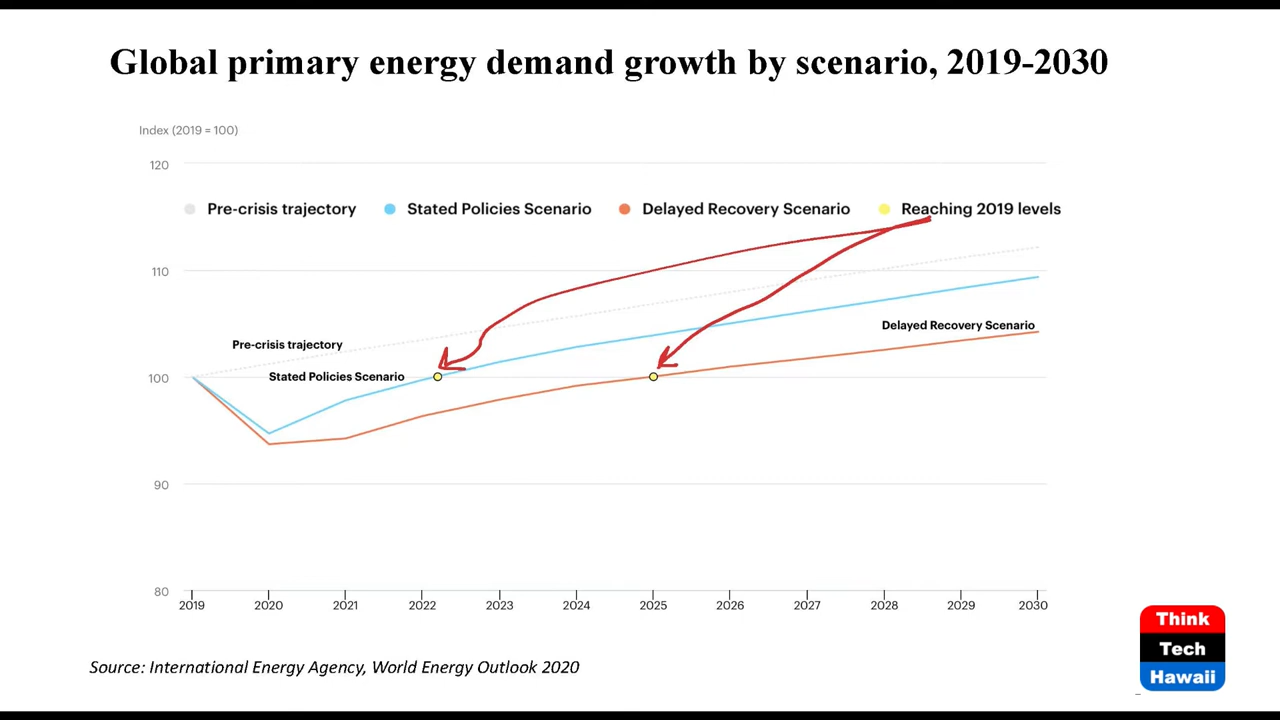 Global primary energy demand growth by scenario, 2019-2030
Index (2019 = 100)
120
Pre-crisis trajectory Stated Policies Scenario Delayed Recovery Scenario Reaching 2019 levels
110
Delayed Recovery Scenario
Pre-crisis trajectory
100 Stated Policies Scenario
90
80
2019 2020 2021 2022 2023 2024 2025 2026 2027 2028 2029 2030
Think
Tech
Hawaii
Source: International Energy Agency, World Energy Outlook 2020